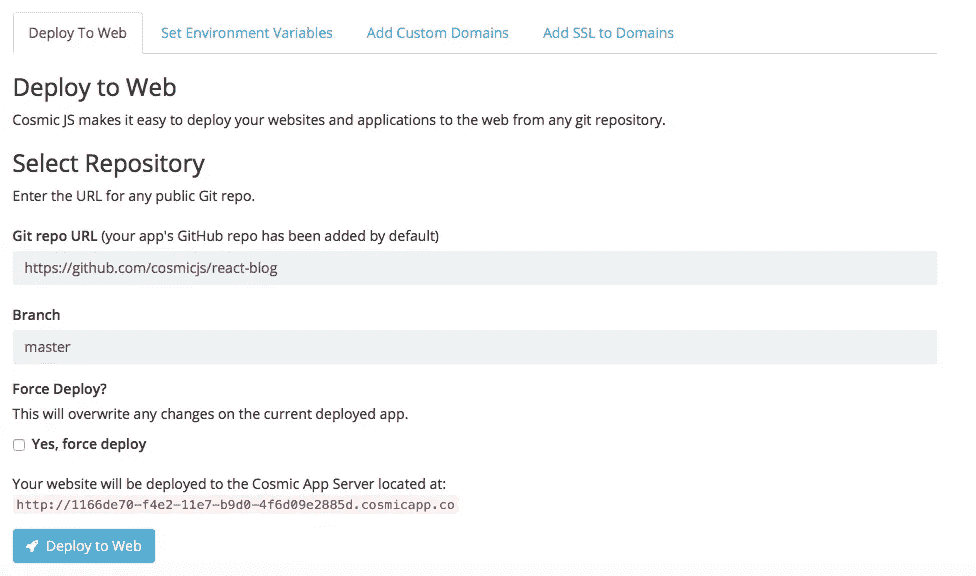 Deploy To Web Set Environment Variables Add Custom Domains Add SSL to Domains
Deploy to Web
Cosmic JS makes it easy to deploy your websites and applications to the web from any git repository.
Select Repository
Enter the URL for any public Git repo.
Git repo URL (your app's GitHub repo has been added by default)
https://github.com/cosmicjs/react-blog
Branch
master
Force Deploy?
This will overwrite any changes on the current deployed app.
Yes, force deploy
Your website will be deployed to the Cosmic App Server located at:
http://1166de70-f4e2-11e7-b9d0-4f6d09e2885d.cosmicapp.co
Deploy to Web